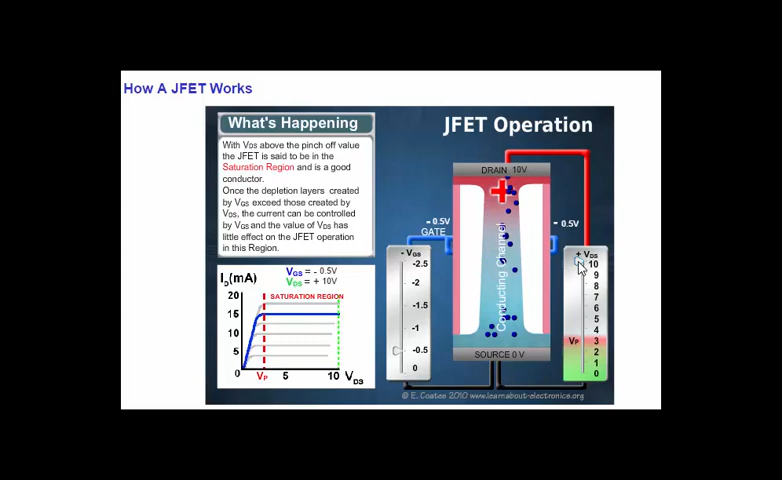 How A JFET Works
What's Happening
With VDS above the pinch off value
the JFET is said to be in the
Saturation Region and is a good
conductor.
Once the depletion layers created
by VGS exceed those created by
VDS, the current can be controlled
by VGS and the value of VDS has
little effect on the JFET operation
in this Region.
ID(mA)
VGS = - 0.5V
VDS = + 10V
SATURATION REGION
20
15
10
5
0
VP 5 10 VDS
JFET Operation
DRAIN 10V
+
- 0.5V
GATE
- 0.5V
Conducting Channel
SOURCE 0 V
- VGS
-2.5
-2
-1.5
-1
-0.5
0
+ VDS
10
9
8
7
6
5
4
VP 3
2
1
0
© E. Coates 2010 www.learnabout-electronics.org